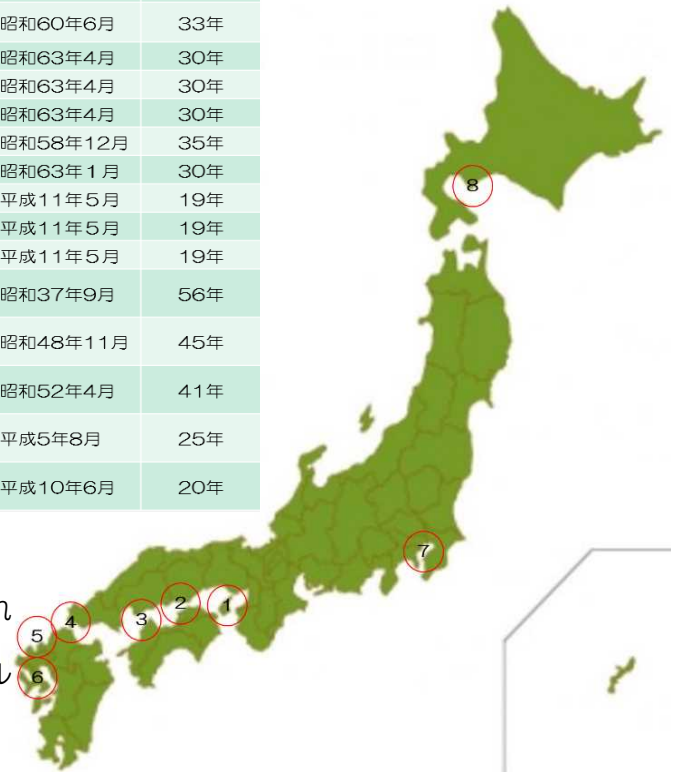 昭和60年6月 33年
昭和63年4月 30年
昭和63年4月 30年
昭和63年4月 30年
昭和58年12月 35年
昭和63年1月 30年
平成11年5月 19年
平成11年5月 19年
平成11年5月 19年
昭和37年9月 56年
昭和48年11月 45年
昭和52年4月 41年
平成5年8月 25年
平成10年6月 20年
8
7
1
2
3
4
れ
5
ル
6